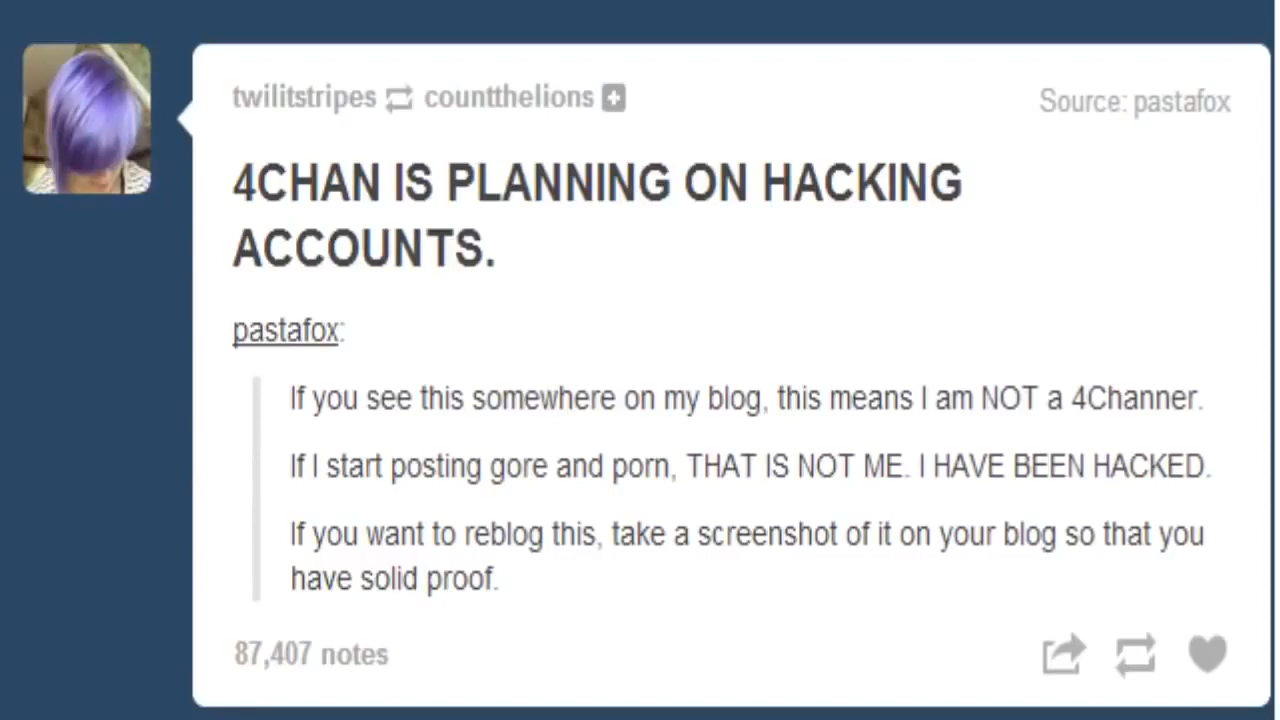 twilitstripes countthelions
Source: pastafox
4CHAN IS PLANNING ON HACKING
ACCOUNTS.
pastafox:
If you see this somewhere on my blog, this means I am NOT a 4Channer.
If I start posting gore and porn, THAT IS NOT ME. I HAVE BEEN HACKED.
If you want to reblog this, take a screenshot of it on your blog so that you
have solid proof.
87,407 notes